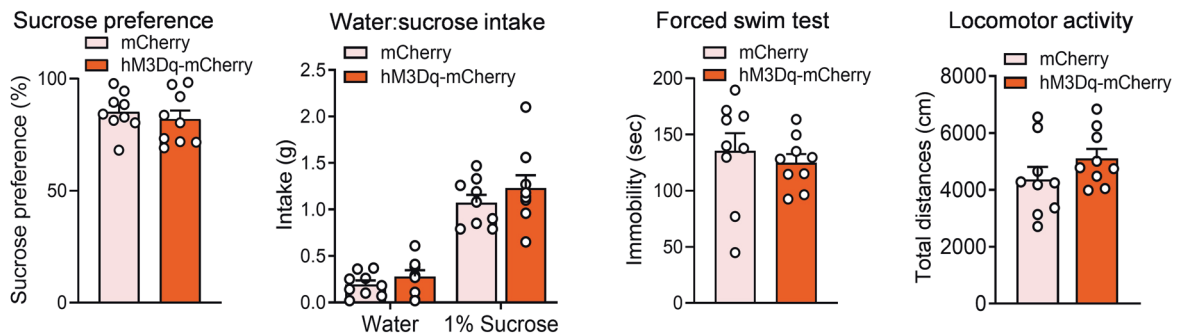 Sucrose preference
mCherry
hM3Dq-mCherry
Sucrose preference (%)
100
50
0
Water:sucrose intake
mCherry
hM3Dq-mCherry
Intake (g)
2.5
2.0
1.5
1.0
0.5
0.0
Water
1% Sucrose
Forced swim test
mCherry
hM3Dq-mCherry
Immobility (sec)
200
150
100
50
0
Locomotor activity
mCherry
hM3Dq-mCherry
Total distances (cm)
8000
6000
4000
2000
0